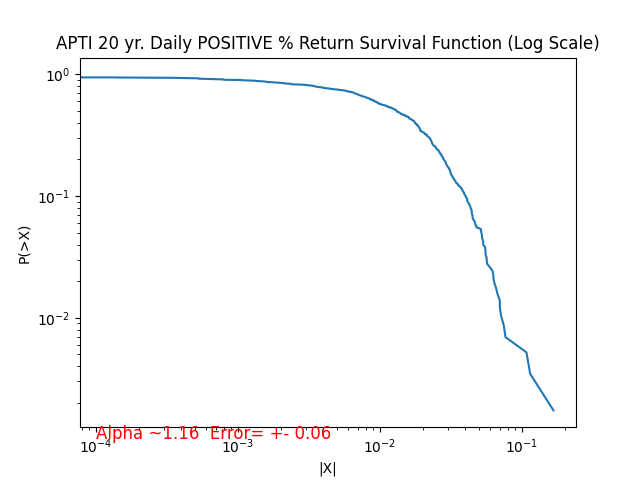 APTI 20 yr. Daily POSITIVE % Return Survival Function (Log Scale)
10⁰
10⁻¹
10⁻²
P(>X)
Alpha ~1.16 Error= +- 0.06
10⁻⁴ 10⁻³ 10⁻² 10⁻¹
|X|